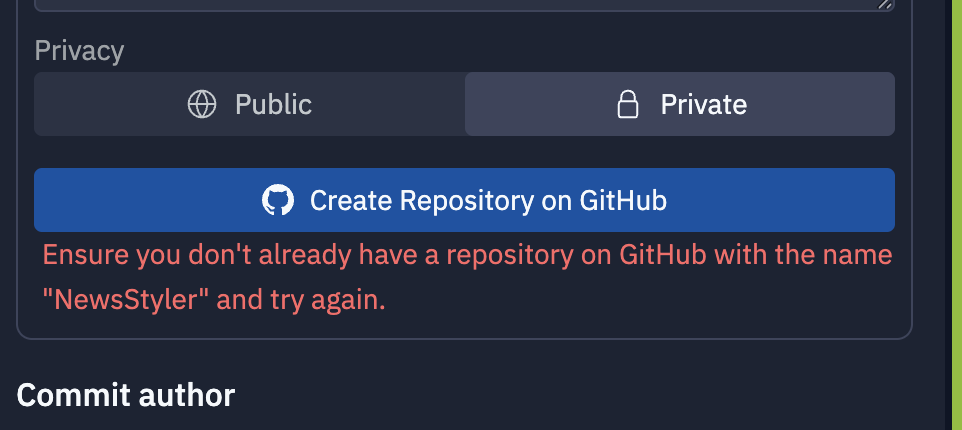 Privacy
Public
Private
Create Repository on GitHub
Ensure you don't already have a repository on GitHub with the name
"NewsStyler" and try again.
Commit author